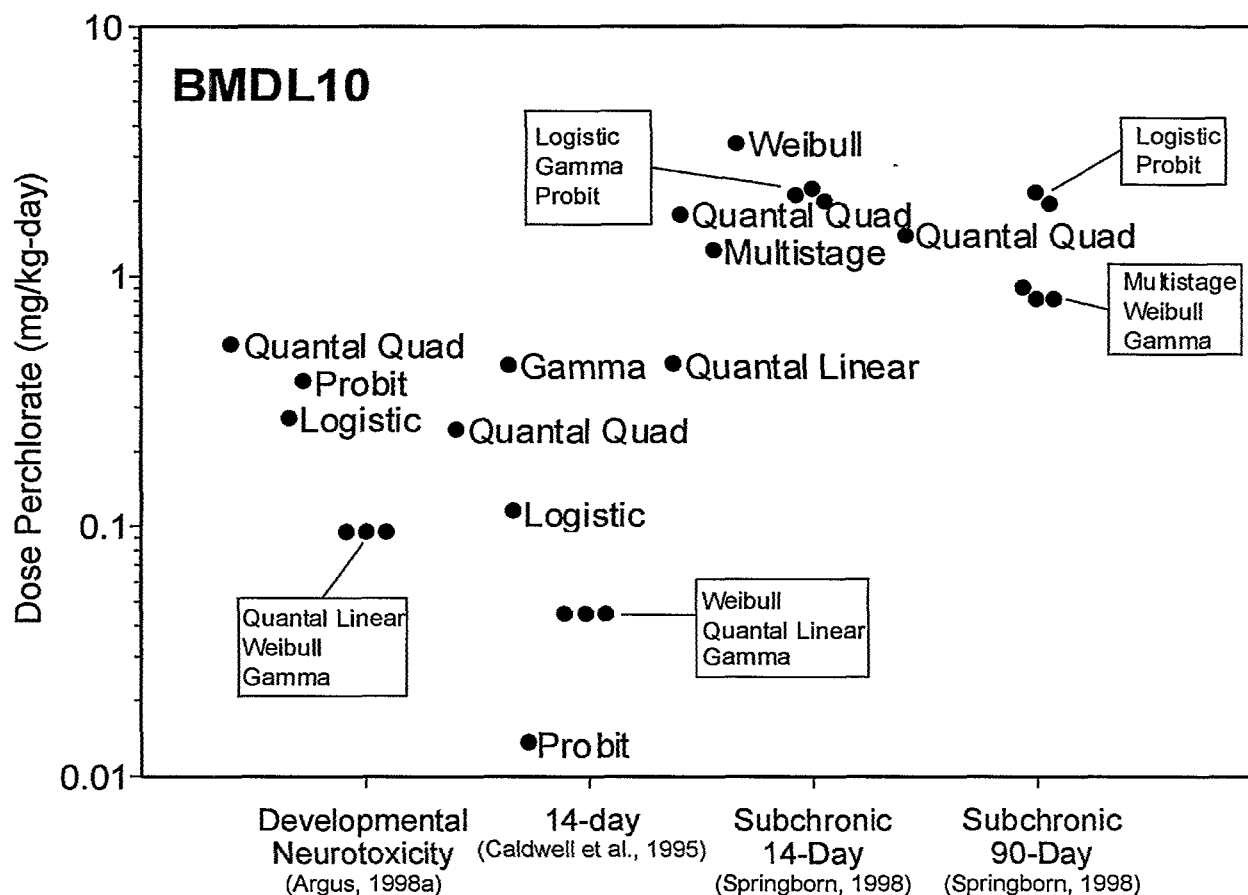 10
BMDL10
Logistic
Gamma
Probit
Weibull
Logistic
Probit
Quantal Quad
Multistage
Quantal Quad
1
Multistage
Weibull
Gamma
Quantal Quad
Probit
Logistic
Gamma
Quantal Linear
Quantal Quad
Logistic
0.1
Quantal Linear
Weibull
Gamma
Weibull
Quantal Linear
Gamma
Probit
0.01
Dose Perchlorate (mg/kg-day)
Developmental
Neurotoxicity
(Argus, 1998a)
14-day
(Caldwell et al., 1995)
Subchronic
14-Day
(Springborn, 1998)
Subchronic
90-Day
(Springborn, 1998)